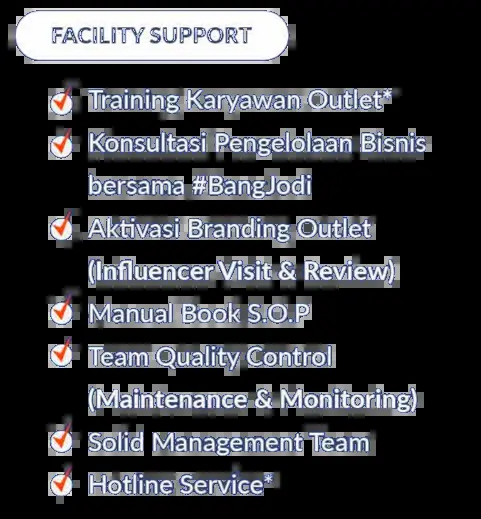 FACILITY SUPPORT
Training Karyawan Outlet*
Konsultasi Pengelolaan Bisnis
bersama #BangJodi
Aktivasi Branding Outlet
(Influencer Visit & Review)
Manual Book S.O.P
Team Quality Control
(Maintenance & Monitoring)
Solid Management Team
Hotline Service*